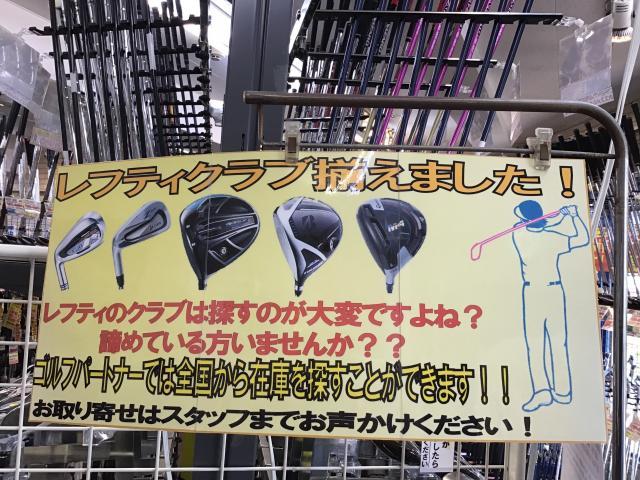 レフティクラブ揃えました！
レフティのクラブは探すのが大変ですよね？
諦めている方いませんか？？
ゴルフパートナーでは全国から在庫を探すことができます！！
お取り寄せはスタッフまでお声かけください！